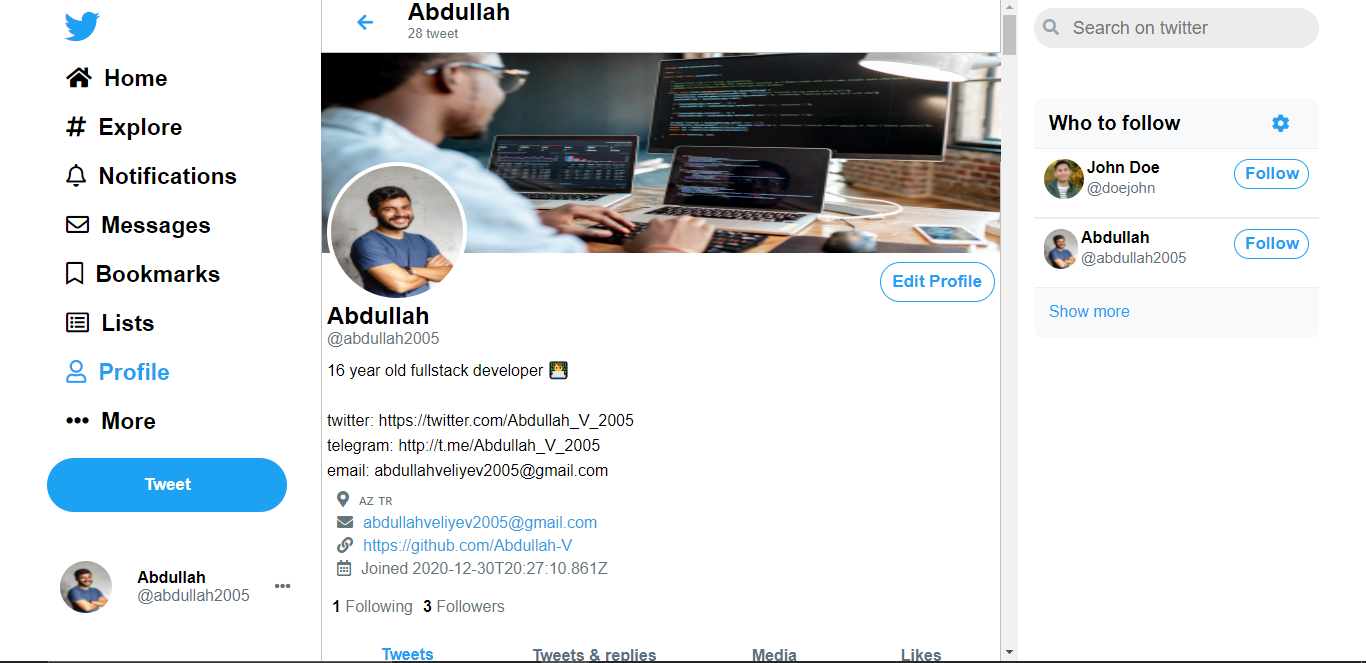 Home
Explore
Notifications
Messages
Bookmarks
Lists
Profile
More
Tweet
Abdullah
@abdullah2005
Abdullah
28 tweet
Edit Profile
Abdullah
@abdullah2005
16 year old fullstack developer
twitter: https://twitter.com/Abdullah_V_2005
telegram: http://t.me/Abdullah_V_2005
email: abdullahveliyev2005@gmail.com
AZ TR
abdullahveliyev2005@gmail.com
https://github.com/Abdullah-V
Joined 2020-12-30T20:27:10.861Z
1 Following 3 Followers
Tweets Tweets & replies Media Likes
Search on twitter
Who to follow
John Doe
@doejohn
Follow
Abdullah
@abdullah2005
Follow
Show more